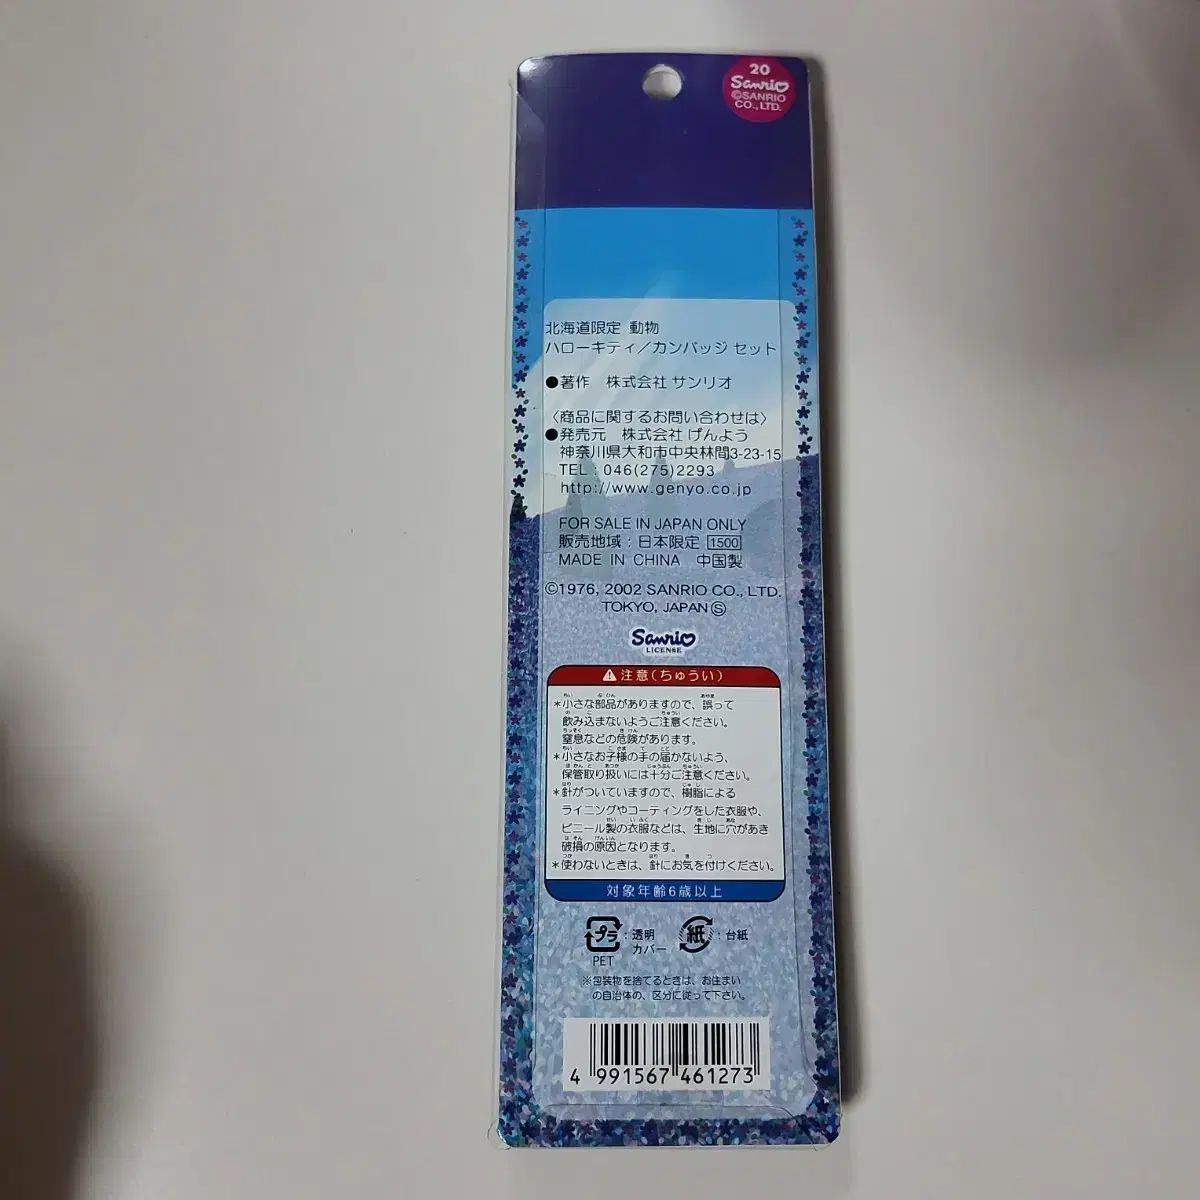 20
Sanrio
©SANRIO
CO., LTD.
北海道限定 動物
ハローキティ／カンバッジ セット
●著作 株式会社 サンリオ
〈商品に関するお問い合わせは〉
●発売元 株式会社 げんよう
神奈川県大和市中央林間3-23-15
TEL：046(275)2293
http://www.genyo.co.jp
FOR SALE IN JAPAN ONLY
販売地域：日本限定 1500
MADE IN CHINA 中国製
©1976, 2002 SANRIO CO., LTD.
TOKYO, JAPAN Ⓢ
Sanrio
LICENSE
⚠注意(ちゅうい)
＊小さな部品がありますので、誤って
飲み込まないようご注意ください。
窒息などの危険があります。
＊小さなお子様の手の届かないよう、
保管取り扱いには十分ご注意ください。
＊針がついていますので、樹脂による
ライニングやコーティングをした衣服や、
ビニール製の衣服などは、生地に穴があき
破損の原因となります。
＊使わないときは、針にお気を付けください。
対象年齢6歳以上
プラ：透明
カバー
PET
紙：台紙
※包装物を捨てるときは、お住まい
の自治体の、区分に従って下さい。
4 991567 461273